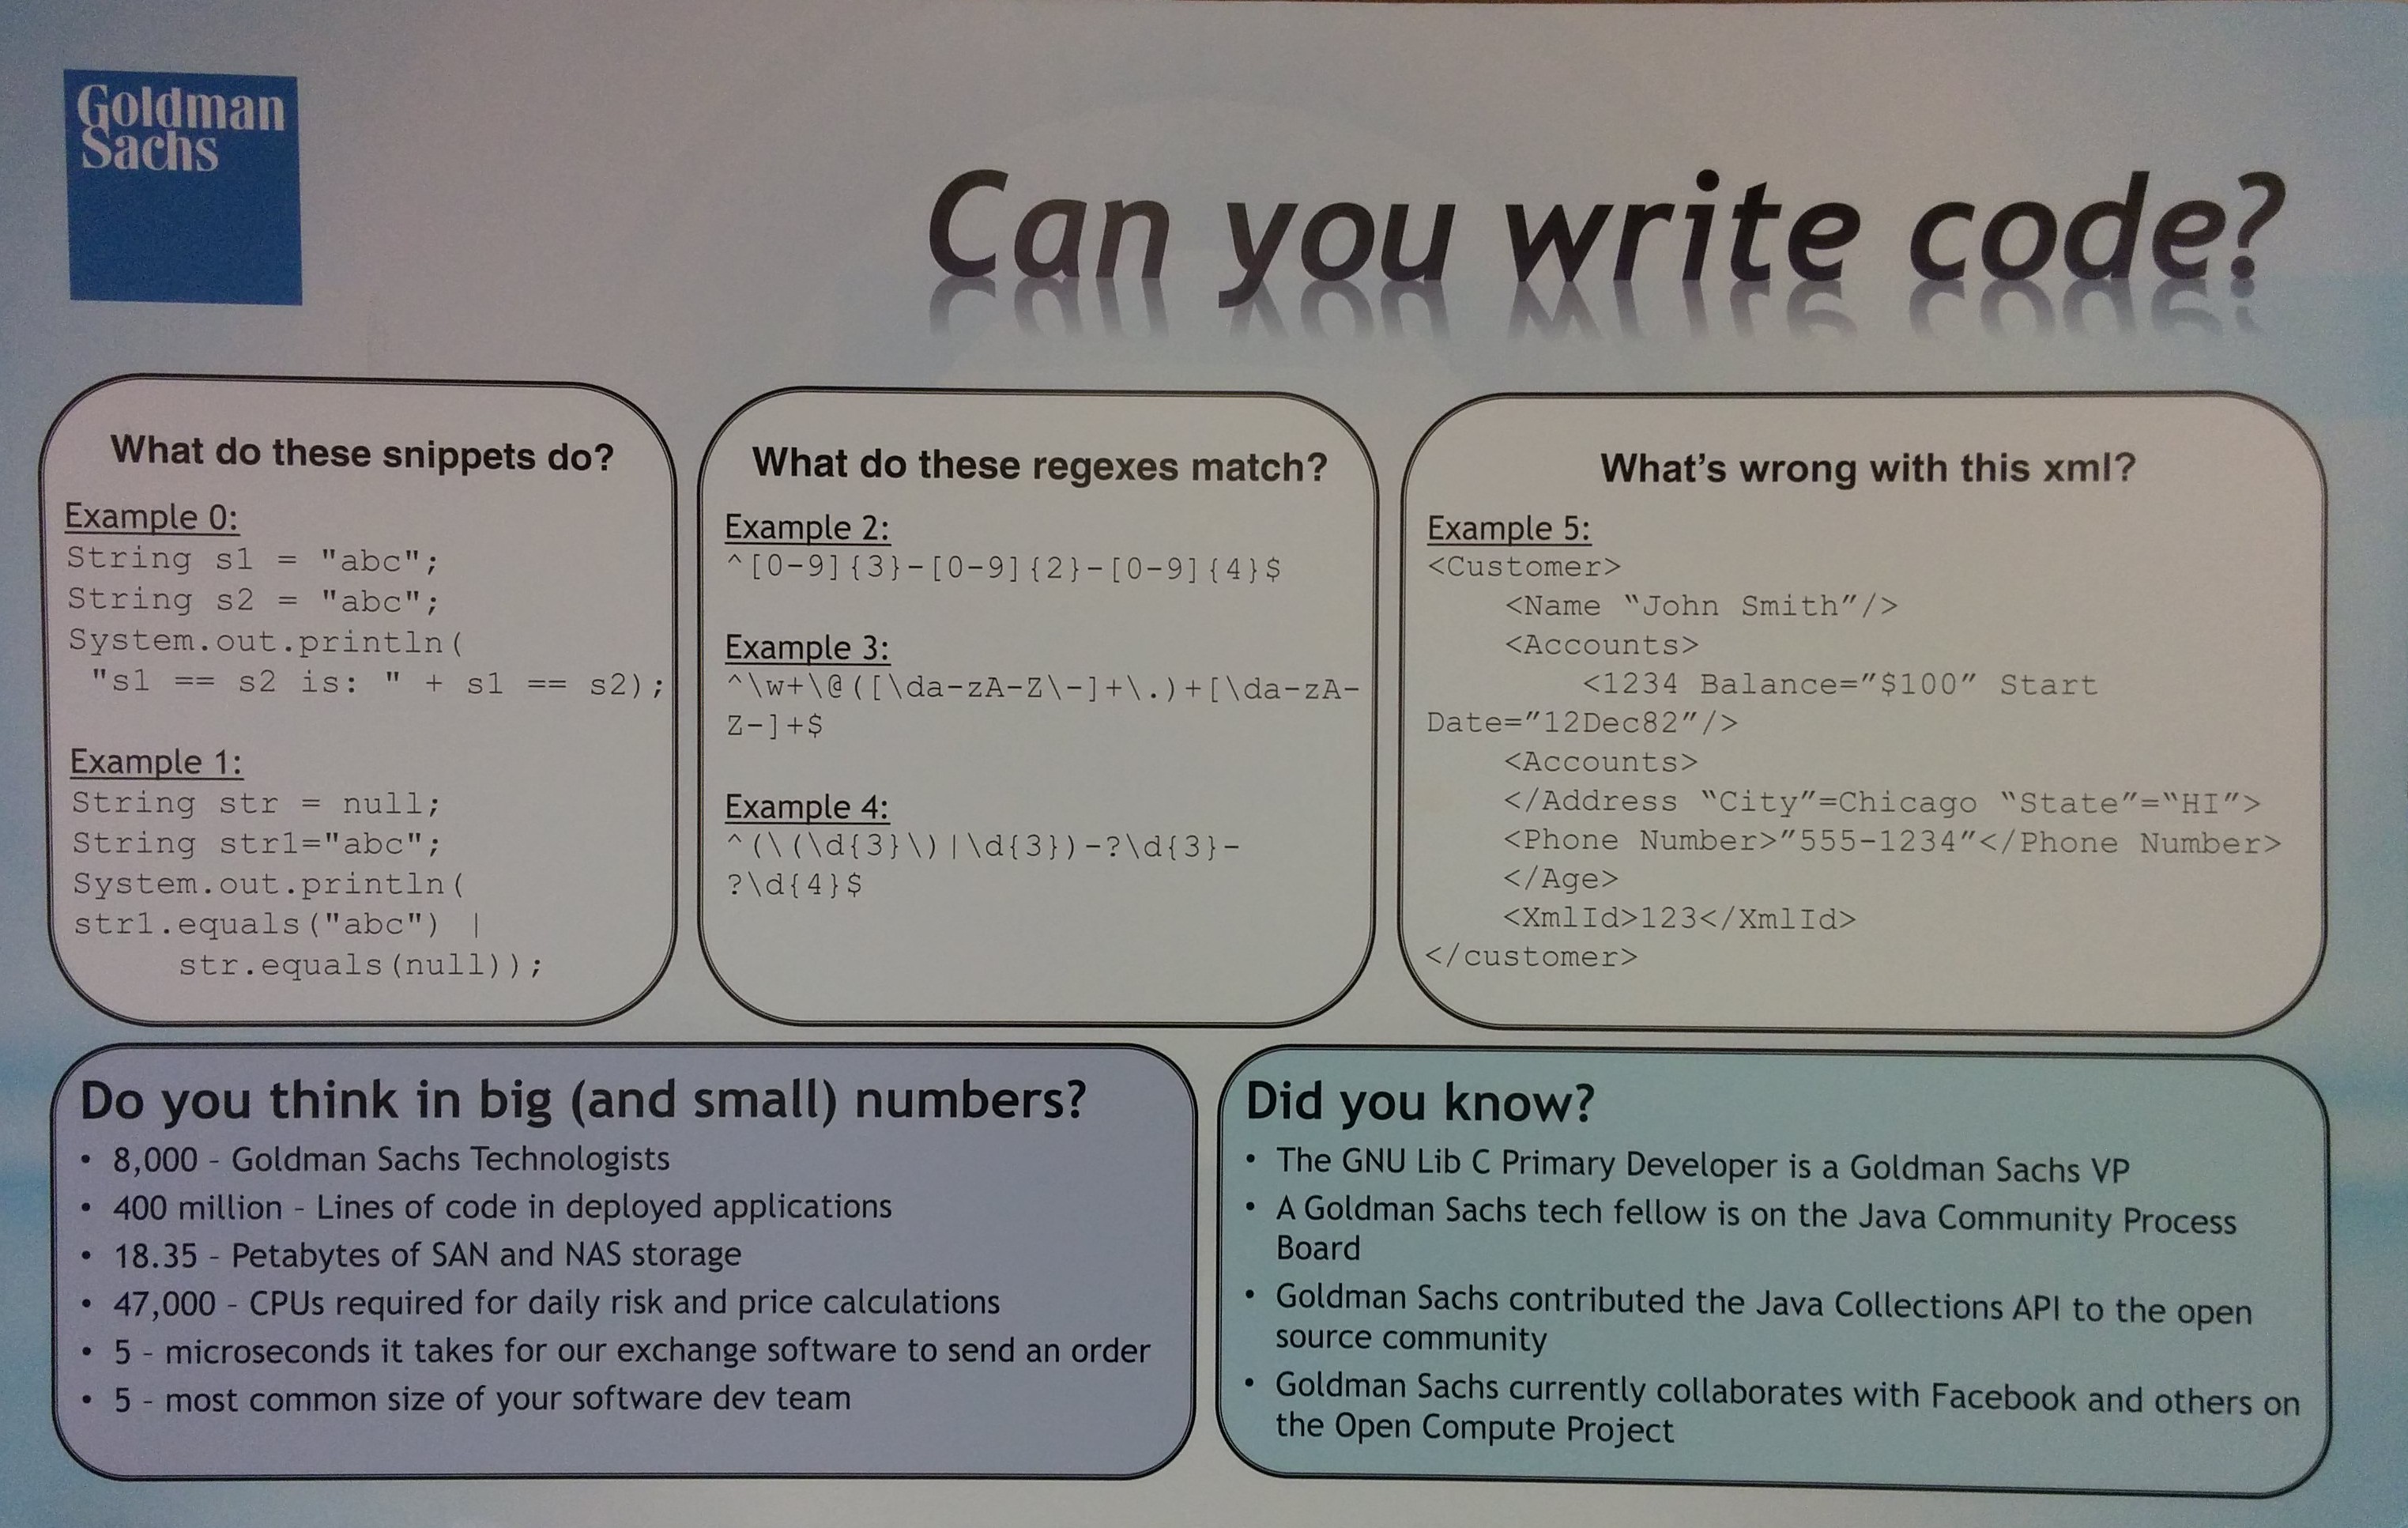 Goldman
Sachs
Can you write code?
What do these snippets do?
Example 0:
String s1 = "abc";
String s2 = "abc";
System.out.println(
"s1 == s2 is: " + s1 == s2);
Example 1:
String str = null;
String str1="abc";
System.out.println(
str1.equals("abc") |
str.equals(null));
What do these regexes match?
Example 2:
^[0-9]{3}-[0-9]{2}-[0-9]{4}$
Example 3:
^\w+\@([\da-zA-Z\-]+\.)+[\da-zA-
Z-]+$
Example 4:
^(\(\d{3}\)|\d{3})-?\d{3}-
?\d{4}$
What’s wrong with this xml?
Example 5:
<Customer>
<Name “John Smith”/>
<Accounts>
<1234 Balance=”$100” Start
Date=”12Dec82”/>
<Accounts>
</Address “City”=Chicago “State”=“HI”>
<Phone Number>”555-1234”</Phone Number>
</Age>
<XmlId>123</XmlId>
</customer>
Do you think in big (and small) numbers?
• 8,000 - Goldman Sachs Technologists
• 400 million - Lines of code in deployed applications
• 18.35 - Petabytes of SAN and NAS storage
• 47,000 - CPUs required for daily risk and price calculations
• 5 - microseconds it takes for our exchange software to send an order
• 5 - most common size of your software dev team
Did you know?
• The GNU Lib C Primary Developer is a Goldman Sachs VP
• A Goldman Sachs tech fellow is on the Java Community Process
Board
• Goldman Sachs contributed the Java Collections API to the open
source community
• Goldman Sachs currently collaborates with Facebook and others on
the Open Compute Project